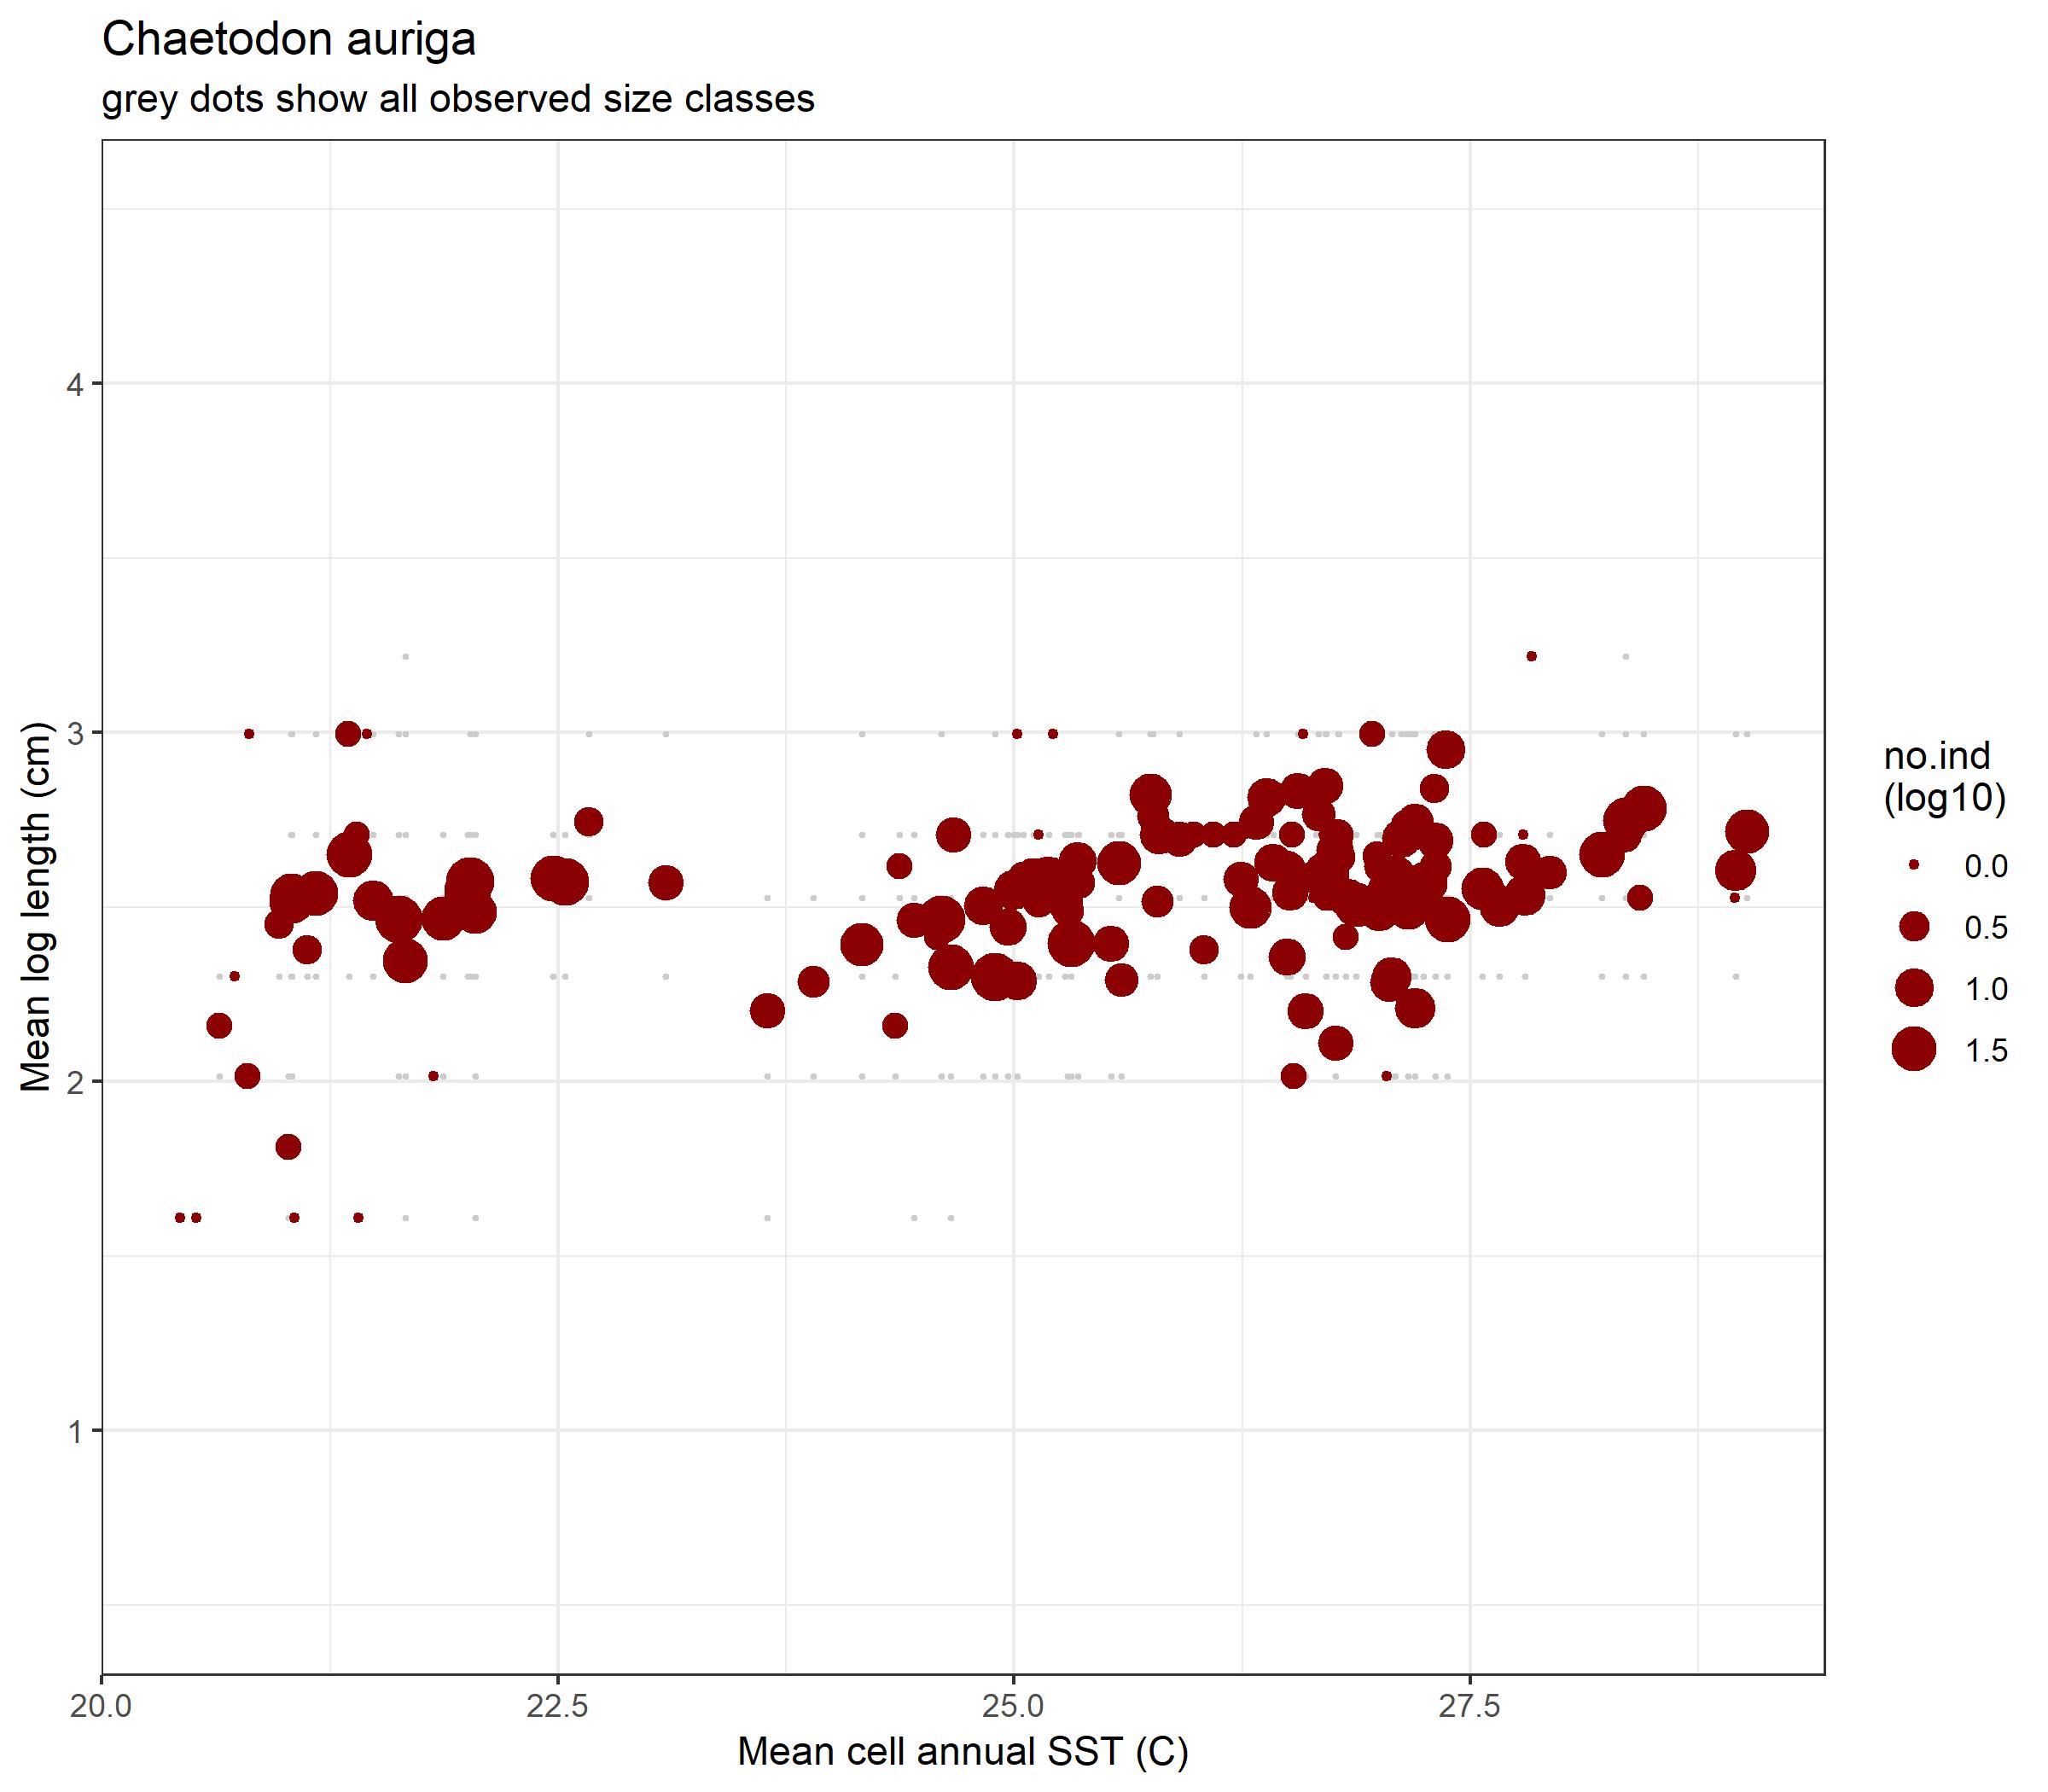 Chaetodon auriga
grey dots show all observed size classes
Mean log length (cm)
4
3
2
1
20.0
22.5
25.0
27.5
Mean cell annual SST (C)
no.ind
(log10)
0.0
0.5
1.0
1.5